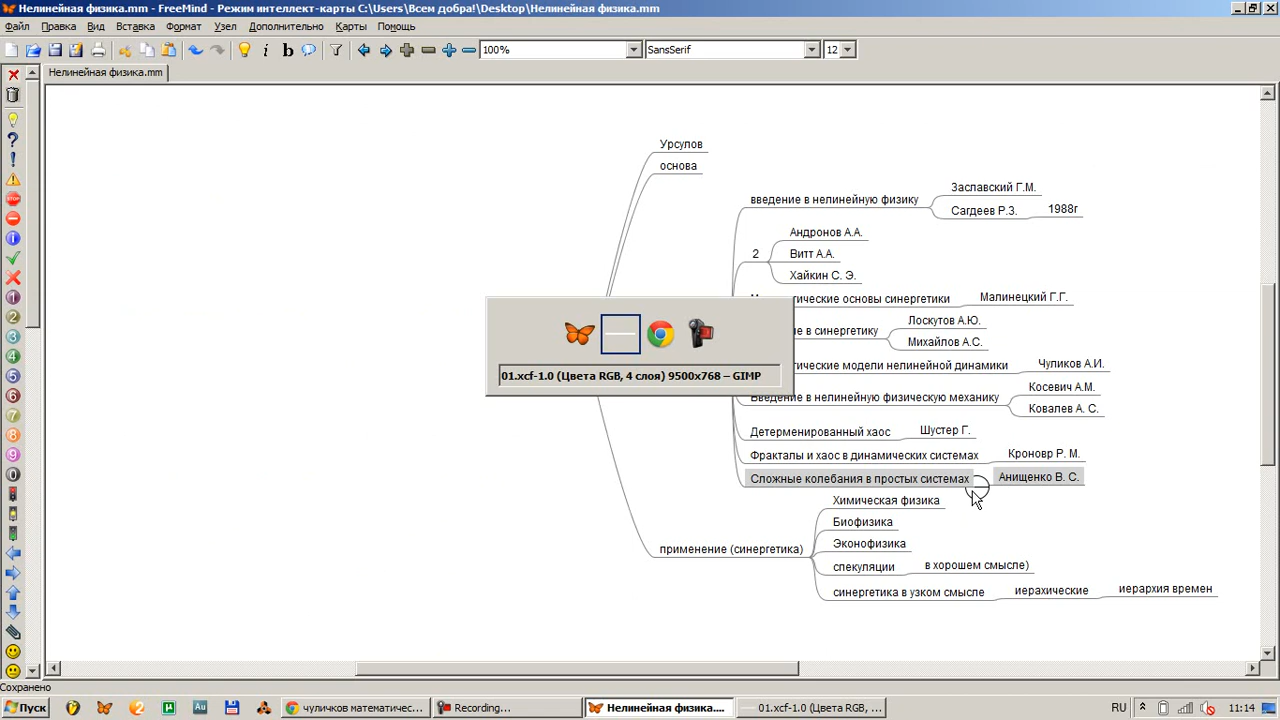 Нелинейная физика.mm - FreeMind - Режим интеллект-карты C:\Users\Всем добра!\Desktop\Нелинейная физика.mm
Файл Правка Вид Вставка Формат Узел Дополнительно Карты Помощь
100% SansSerif 12
Нелинейная физика.mm
Урсулов
основа
введение в нелинейную физику
Заславский Г.М.
Сагдеев Р.З. 1988г
2
Андронов А.А.
Витт А.А.
Хайкин С. Э.
основы синергетики Малинецкий Г.Г.
в синергетику
Лоскутов А.Ю.
Михайлов А.С.
модели нелинейной динамики Чуликов А.И.
Введение в нелинейную физическую механику
Косевич А.М.
Ковалев А. С.
Детерменированный хаос Шустер Г.
Фракталы и хаос в динамических системах Кроновр Р. М.
Сложные колебания в простых системах Анищенко В. С.
01.xcf-1.0 (Цвета RGB, 4 слоя) 9500x768 – GIMP
применение (синергетика)
Химическая физика
Биофизика
Эконофизика
спекуляции в хорошем смысле)
синергетика в узком смысле иерахические иерархия времен
Сохранено
Пуск чуличков математичес... Recording... Нелинейная физика.... 01.xcf-1.0 (Цвета RGB, ... RU 11:14